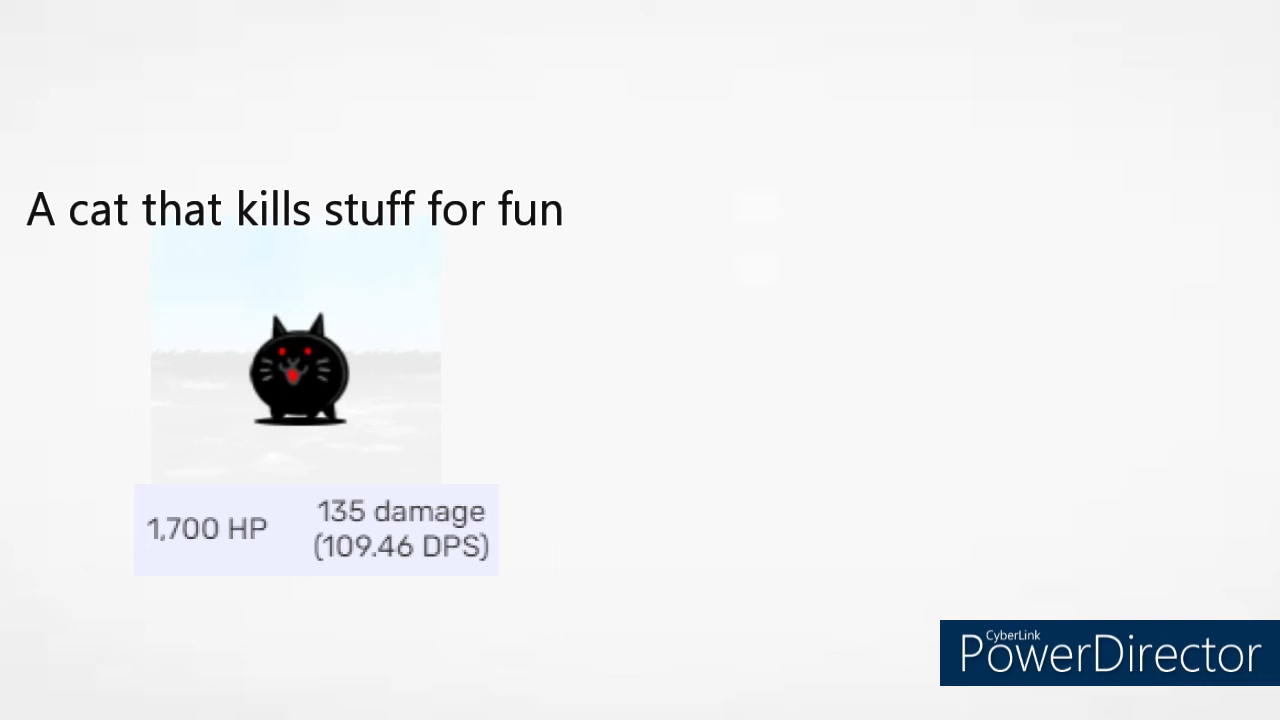 A cat that kills stuff for fun
1,700 HP
135 damage
(109.46 DPS)
CyberLink
PowerDirector